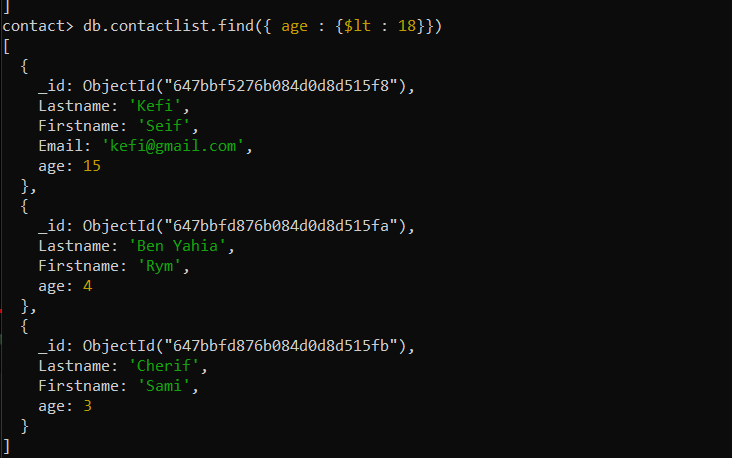 ]
contact> db.contactlist.find({ age : {$lt : 18}})
[
  {
    _id: ObjectId("647bbf5276b084d0d8d515f8"),
    Lastname: 'Kefi',
    Firstname: 'Seif',
    Email: 'kefi@gmail.com',
    age: 15
  },
  {
    _id: ObjectId("647bbfd876b084d0d8d515fa"),
    Lastname: 'Ben Yahia',
    Firstname: 'Rym',
    age: 4
  },
  {
    _id: ObjectId("647bbfd876b084d0d8d515fb"),
    Lastname: 'Cherif',
    Firstname: 'Sami',
    age: 3
  }
]